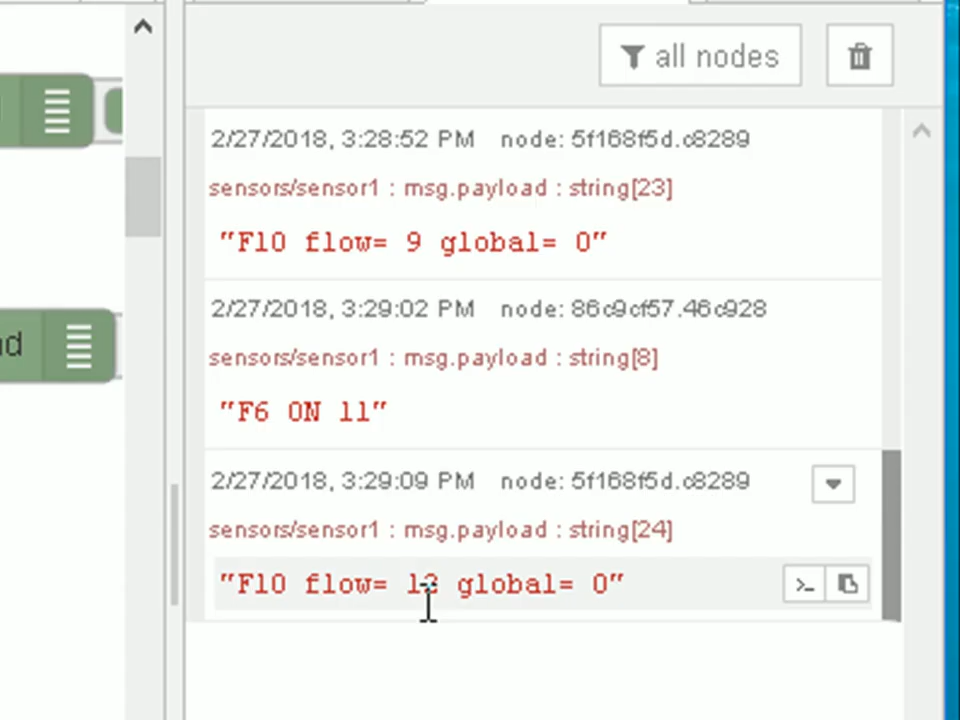 all nodes
2/27/2018, 3:28:52 PM node: 5f168f5d.c8289
sensors/sensor1 : msg.payload : string[23]
"F10 flow= 9 global= 0"
2/27/2018, 3:29:02 PM node: 86c9cf57.46c928
sensors/sensor1 : msg.payload : string[8]
nd
"F6 ON 11"
2/27/2018, 3:29:09 PM node: 5f168f5d.c8289
sensors/sensor1 : msg.payload : string[24]
"F10 flow= global= 0"